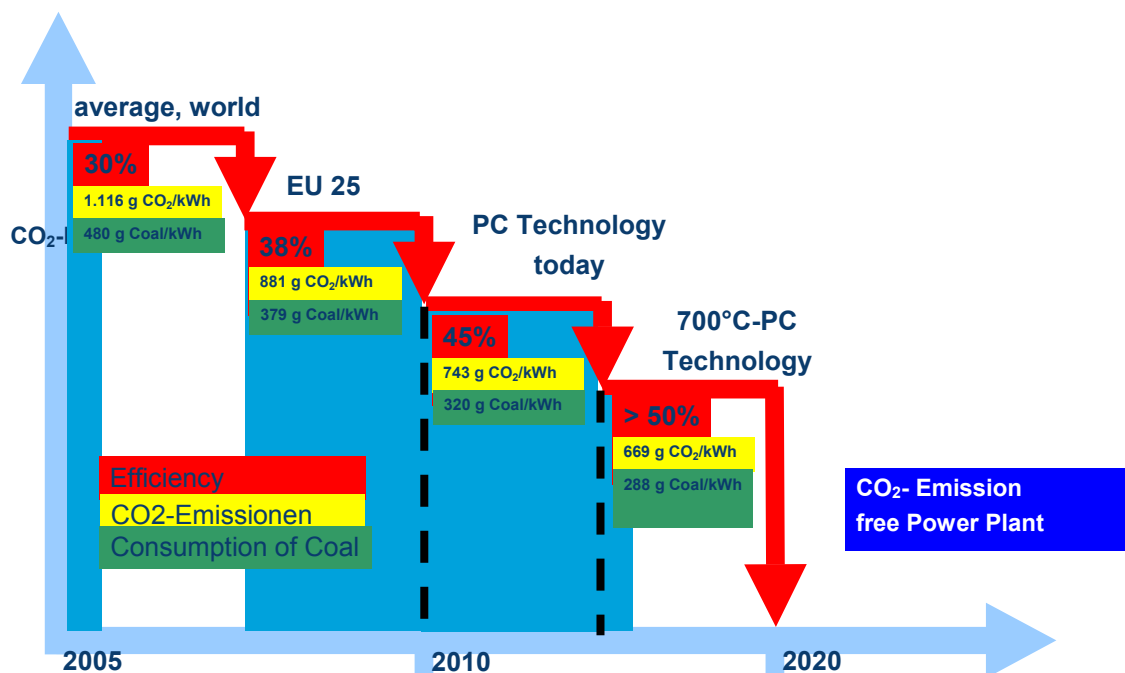 average, world
30%
1.116 g CO₂/kWh
480 g Coal/kWh
CO₂-
EU 25
38%
881 g CO₂/kWh
379 g Coal/kWh
PC Technology
today
45%
743 g CO₂/kWh
320 g Coal/kWh
700°C-PC
Technology
> 50%
669 g CO₂/kWh
288 g Coal/kWh
Efficiency
CO2-Emissionen
Consumption of Coal
CO₂- Emission
free Power Plant
2005
2010
2020